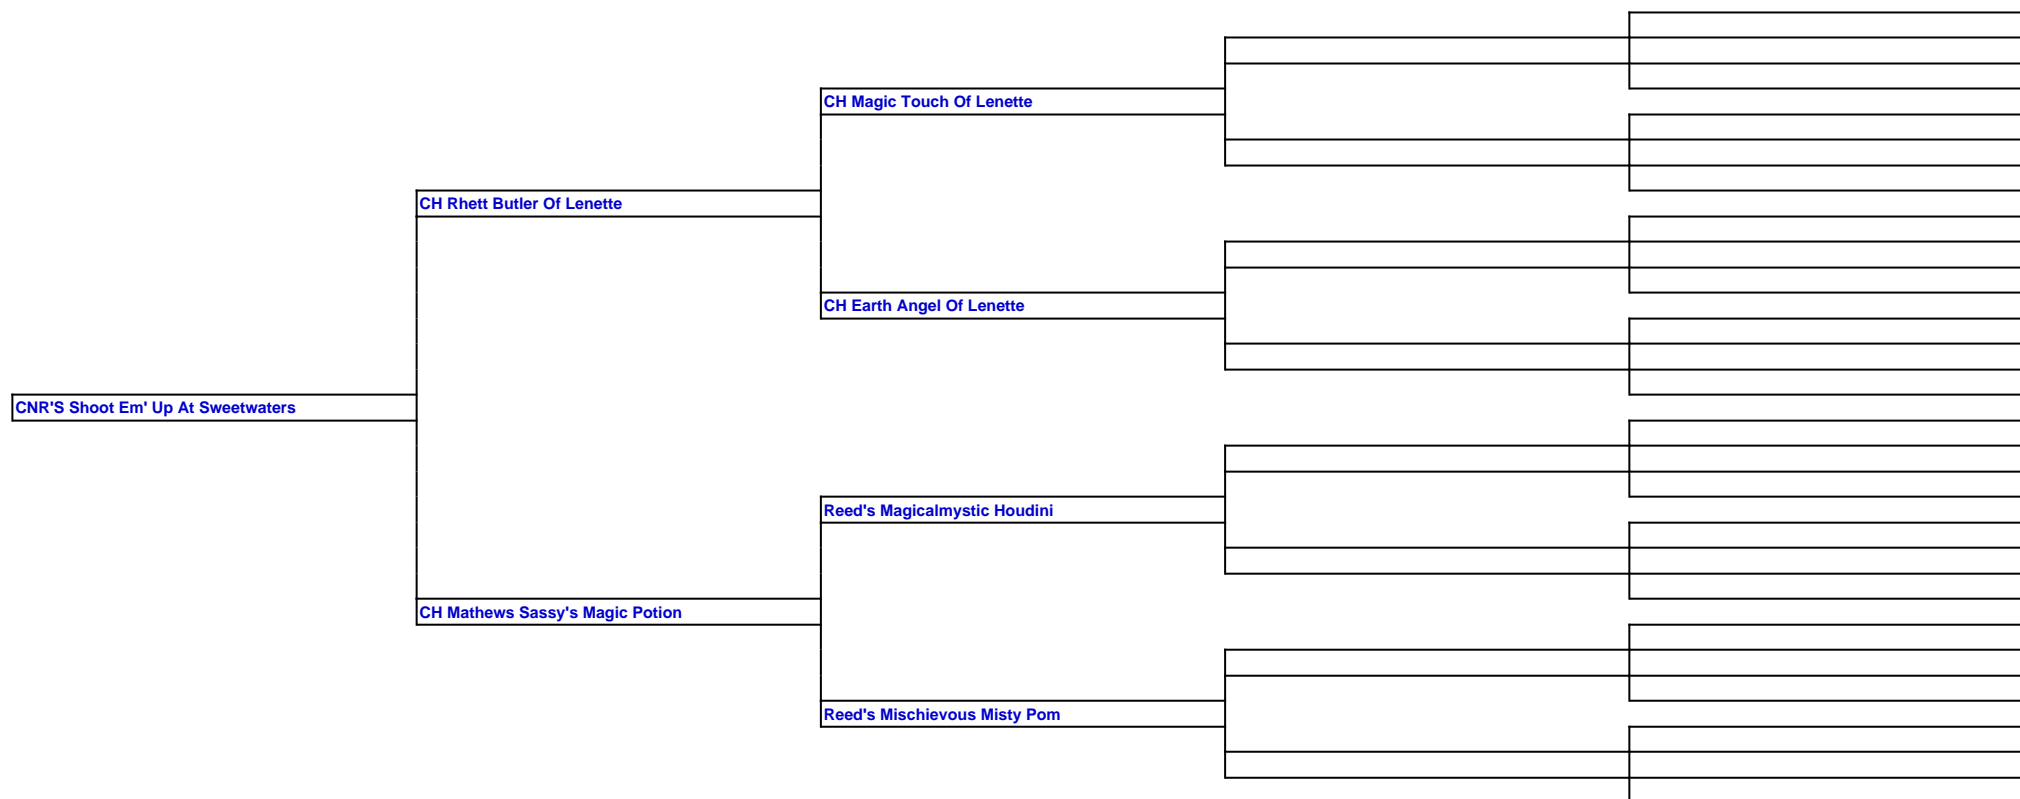 CH Magic Touch Of Lenette
CH Rhett Butler Of Lenette
CH Earth Angel Of Lenette
CNR'S Shoot Em' Up At Sweetwaters
Reed's Magicalmystic Houdini
CH Mathews Sassy's Magic Potion
Reed's Mischievous Misty Pom